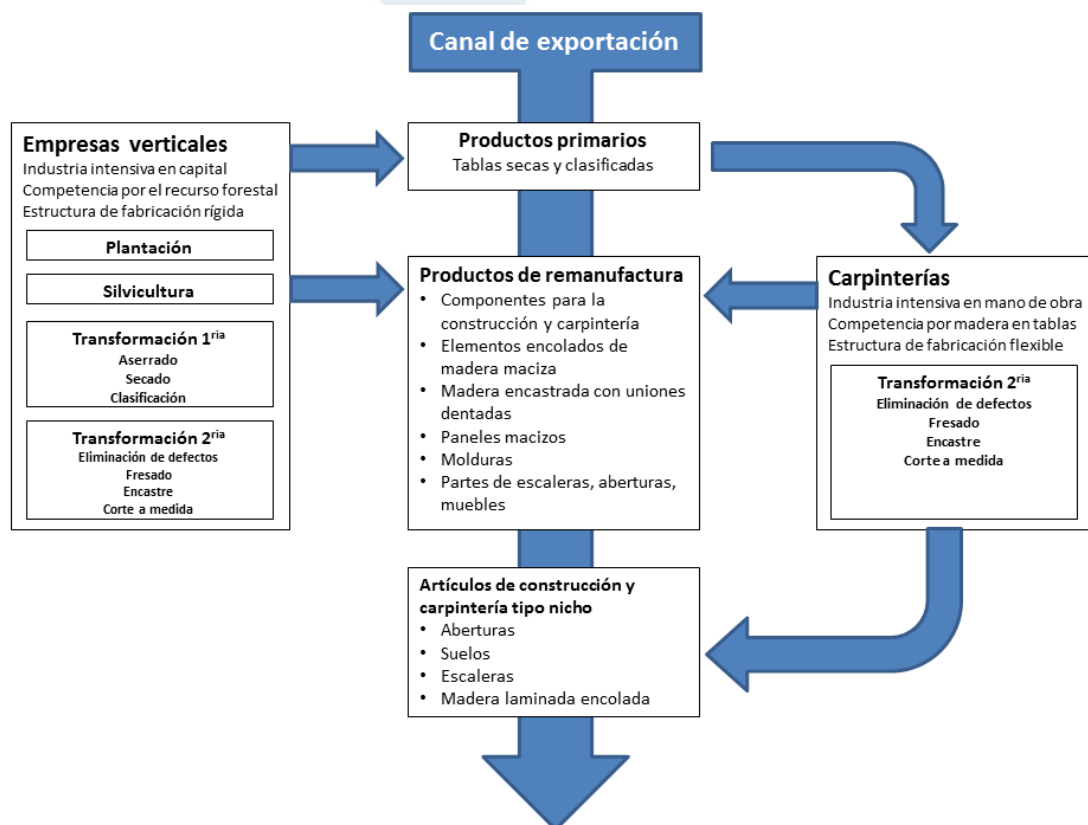 Canal de exportación
Empresas verticales
Industria intensiva en capital
Competencia por el recurso forestal
Estructura de fabricación rígida
Plantación
Silvicultura
Transformación 1ria
Aserrado
Secado
Clasificación
Transformación 2ria
Eliminación de defectos
Fresado
Encastre
Corte a medida
Productos primarios
Tablas secas y clasificadas
Productos de remanufactura
• Componentes para la
construcción y carpintería
• Elementos encolados de
madera maciza
• Madera encastrada con uniones
dentadas
• Paneles macizos
• Molduras
• Partes de escaleras, aberturas,
muebles
Artículos de construcción y
carpintería tipo nicho
• Aberturas
• Suelos
• Escaleras
• Madera laminada encolada
Carpinterías
Industria intensiva en mano de obra
Competencia por madera en tablas
Estructura de fabricación flexible
Transformación 2ria
Eliminación de defectos
Fresado
Encastre
Corte a medida